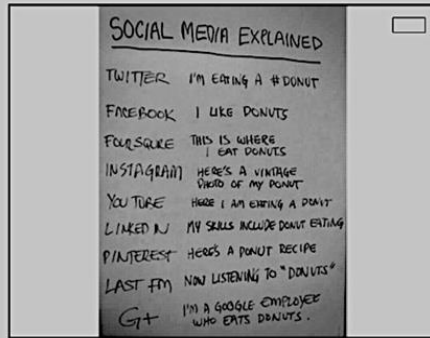 SOCIAL MEDIA EXPLAINED
TWITTER I'M EATING A #DONUT
FACEBOOK I LIKE DONUTS
FOURSQURE THIS IS WHERE
I EAT DONUTS
INSTAGRAM HERE'S A VINTAGE
PHOTO OF MY DONUT
YOU TUBE HERE I AM EATING A DONUT
LINKED IN MY SKILLS INCLUDE DONUT EATING
PINTEREST HERE'S A DONUT RECIPE
LAST FM NOW LISTENING TO "DONUTS"
G+ I'M A GOOGLE EMPLOYEE
WHO EATS DONUTS.